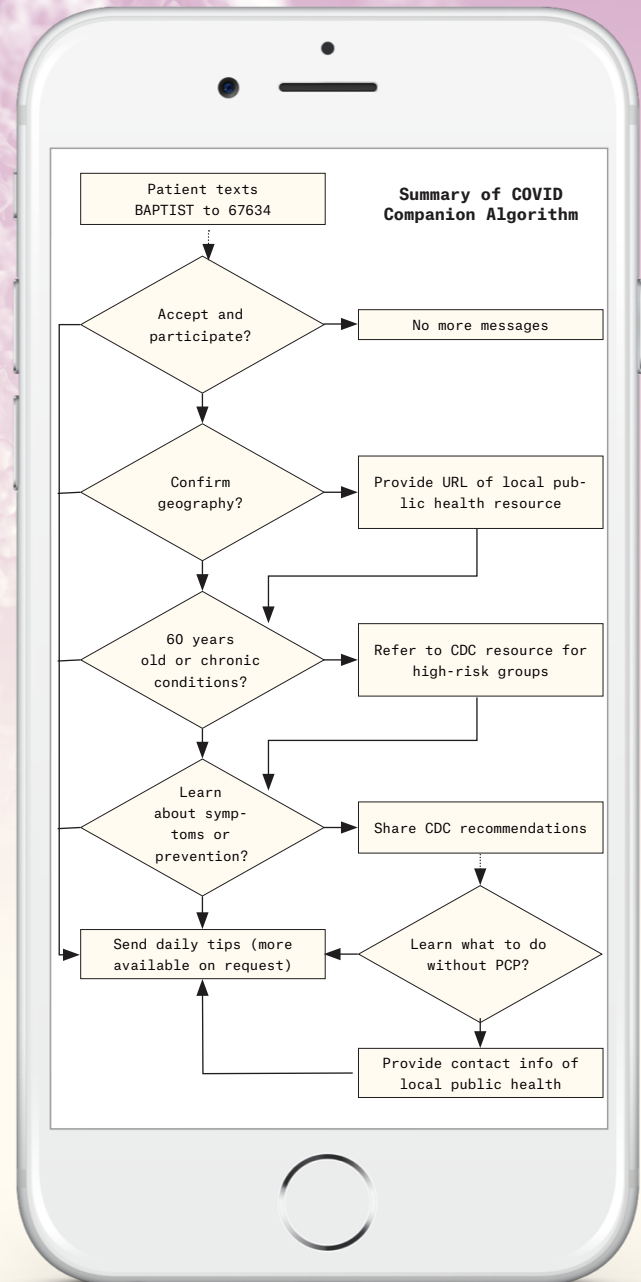 Patient texts
BAPTIST to 67634
Summary of COVID
Companion Algorithm
Accept and
participate?
No more messages
Confirm
geography?
Provide URL of local pub-
lic health resource
60 years
old or chronic
conditions?
Refer to CDC resource for
high-risk groups
Learn
about symp-
toms or
prevention?
Share CDC recommendations
Send daily tips (more
available on request)
Learn what to do
without PCP?
Provide contact info of
local public health